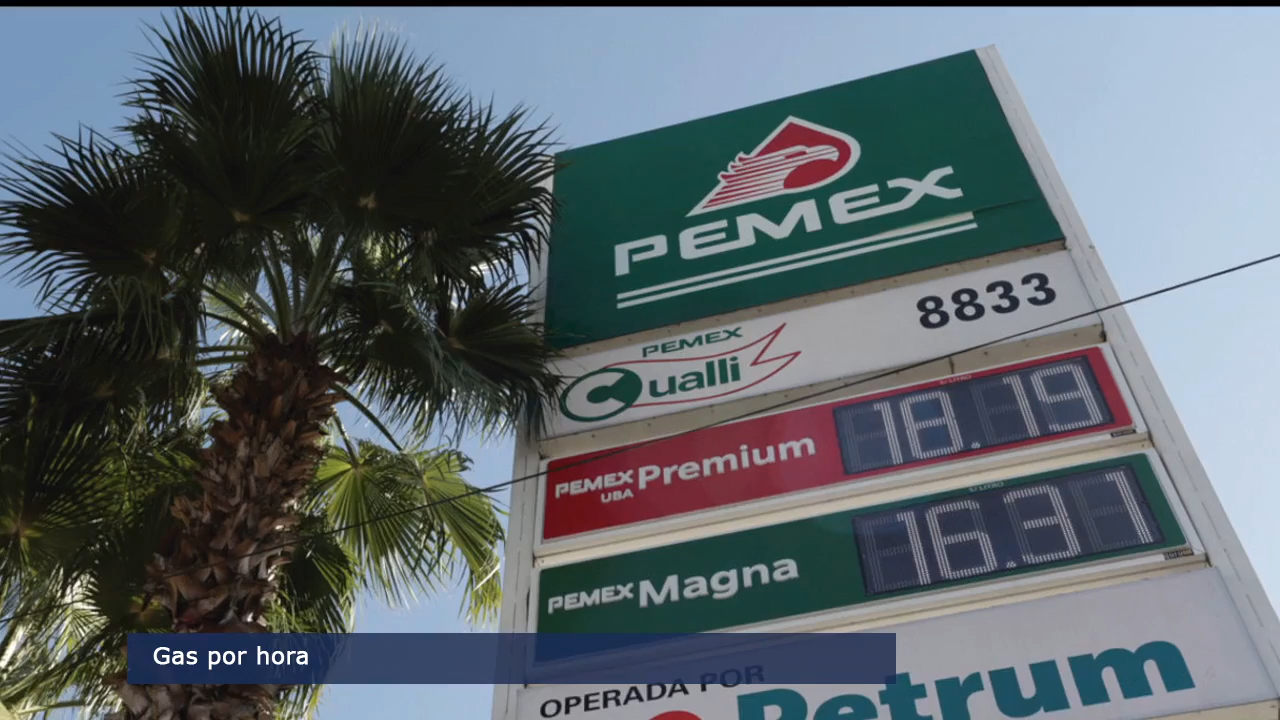 PEMEX
8833
PEMEX
Cualli
PEMEX Premium 18.19
UBA
PEMEX Magna 16.31
Gas por hora
OPERADA POR
Petrum